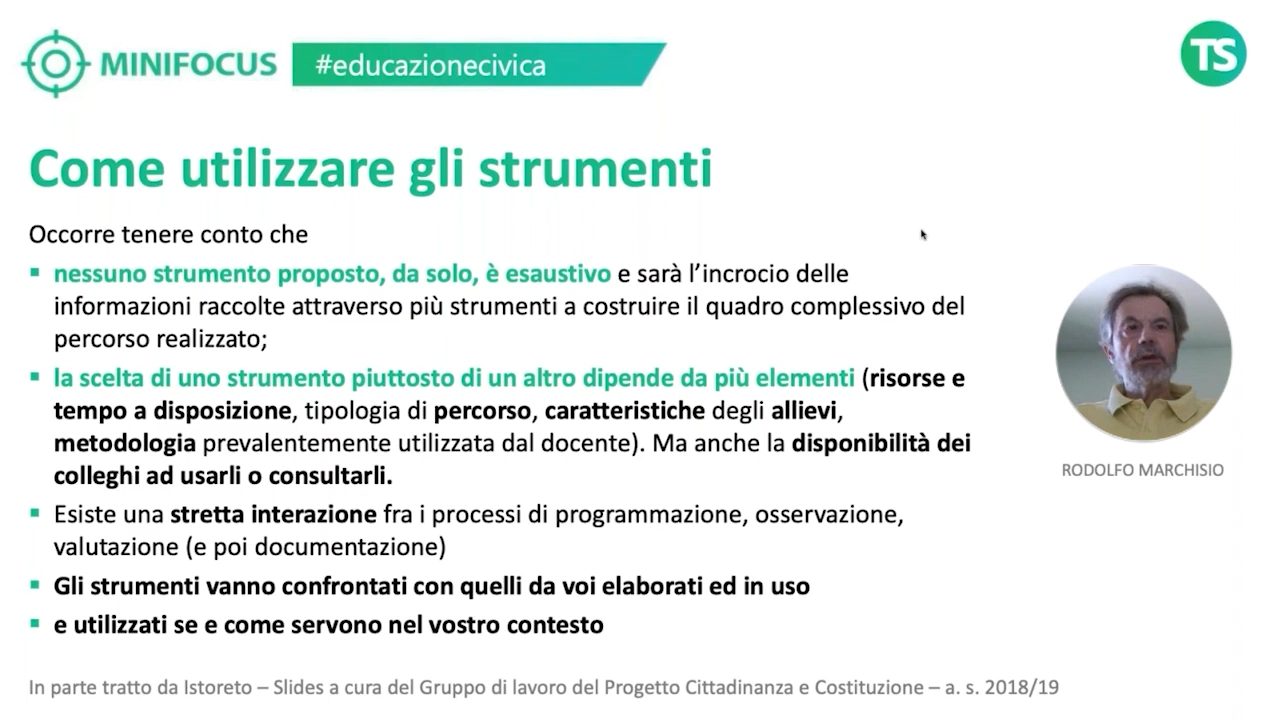 MINIFOCUS
#educazionecivica
TS
Come utilizzare gli strumenti
Occorre tenere conto che
▪ nessuno strumento proposto, da solo, è esaustivo e sarà l’incrocio delle
informazioni raccolte attraverso più strumenti a costruire il quadro complessivo del
percorso realizzato;
▪ la scelta di uno strumento piuttosto di un altro dipende da più elementi (risorse e
tempo a disposizione, tipologia di percorso, caratteristiche degli allievi,
metodologia prevalentemente utilizzata dal docente). Ma anche la disponibilità dei
colleghi ad usarli o consultarli.
▪ Esiste una stretta interazione fra i processi di programmazione, osservazione,
valutazione (e poi documentazione)
▪ Gli strumenti vanno confrontati con quelli da voi elaborati ed in uso
▪ e utilizzati se e come servono nel vostro contesto
RODOLFO MARCHISIO
In parte tratto da Istoreto – Slides a cura del Gruppo di lavoro del Progetto Cittadinanza e Costituzione – a. s. 2018/19